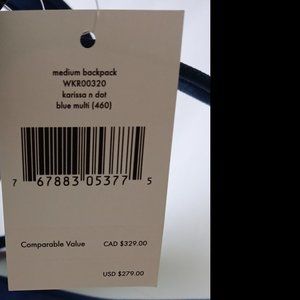 medium backpack
WKR00320
karissa n dot
blue multi (460)
7 67883 05377 5
Comparable Value CAD $329.00
USD $279.00